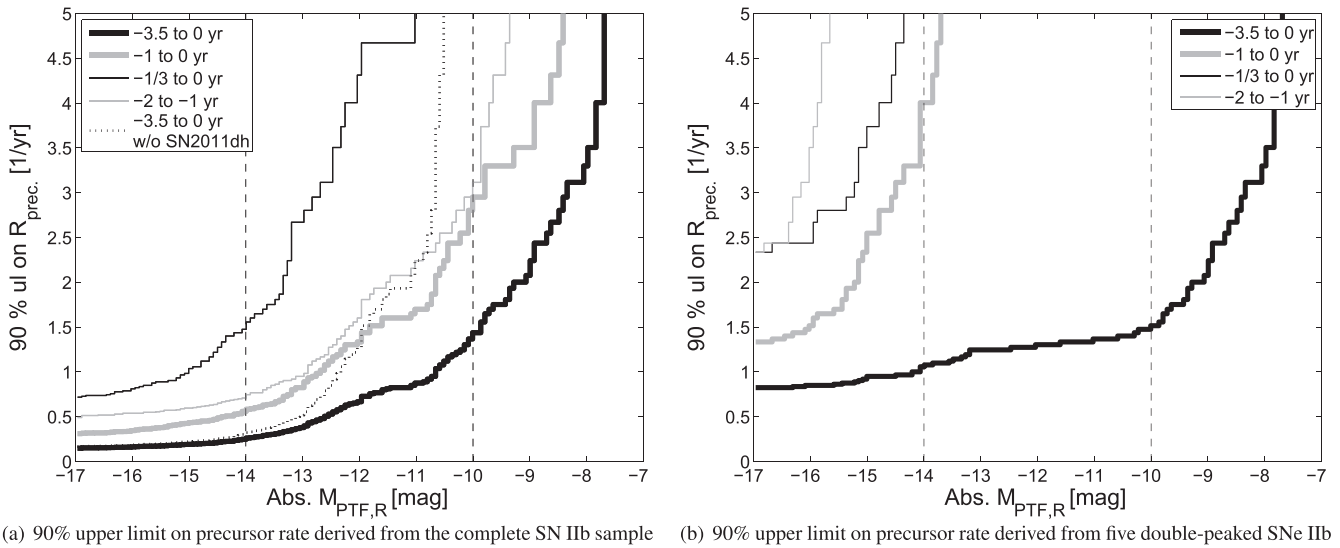 5
4.5
4
3.5
3
2.5
2
1.5
1
0.5
0
90 % ul on R_prec. [1/yr]
−3.5 to 0 yr
−1 to 0 yr
−1/3 to 0 yr
−2 to −1 yr
−3.5 to 0 yr
w/o SN2011dh
−17 −16 −15 −14 −13 −12 −11 −10 −9 −8 −7
Abs. M_PTF,R [mag]
(a) 90% upper limit on precursor rate derived from the complete SN IIb sample
5
4.5
4
3.5
3
2.5
2
1.5
1
0.5
0
90 % ul on R_prec. [1/yr]
−3.5 to 0 yr
−1 to 0 yr
−1/3 to 0 yr
−2 to −1 yr
−17 −16 −15 −14 −13 −12 −11 −10 −9 −8 −7
Abs. M_PTF,R [mag]
(b) 90% upper limit on precursor rate derived from five double-peaked SNe IIb